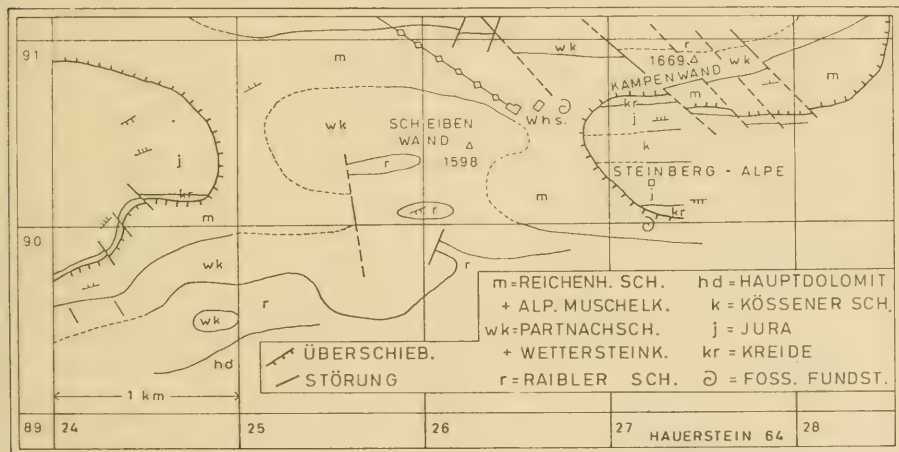 91
m
wk
r
1669
wk
KAMPENWAND
m
m
kr
j
k
Whs.
wk
SCHEIBEN
WAND
1598
r
j
kr
m
STEINBERG - ALPE
j
kr
m
r
90
wk
r
r
wk
hd
m = REICHENH. SCH.
+ ALP. MUSCHELK.
wk = PARTNACHSCH.
+ WETTERSTEINK.
r = RAIBLER SCH.
hd = HAUPTDOLOMIT
k = KÖSSENER SCH.
j = JURA
kr = KREIDE
= FOSS. FUNDST.
ÜBERSCHIEB.
STÖRUNG
1 km
89 24 25 26 27 28
HAUERSTEIN 64